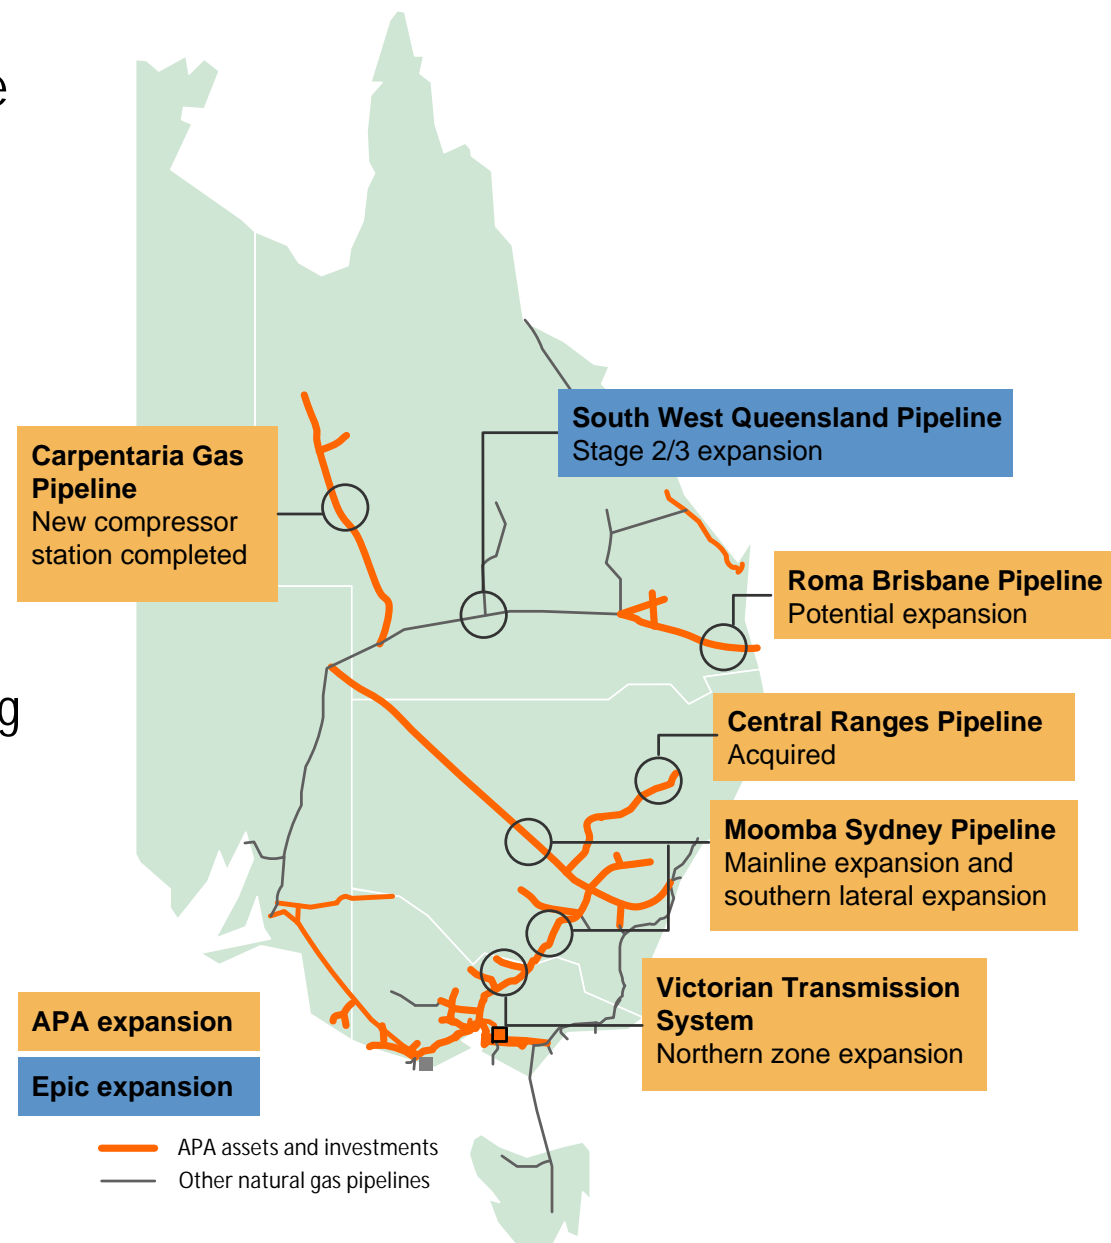 e
g
South West Queensland Pipeline
Stage 2/3 expansion
Carpentaria Gas
Pipeline
New compressor
station completed
Roma Brisbane Pipeline
Potential expansion
Central Ranges Pipeline
Acquired
Moomba Sydney Pipeline
Mainline expansion and
southern lateral expansion
Victorian Transmission
System
Northern zone expansion
APA expansion
Epic expansion
APA assets and investments
Other natural gas pipelines